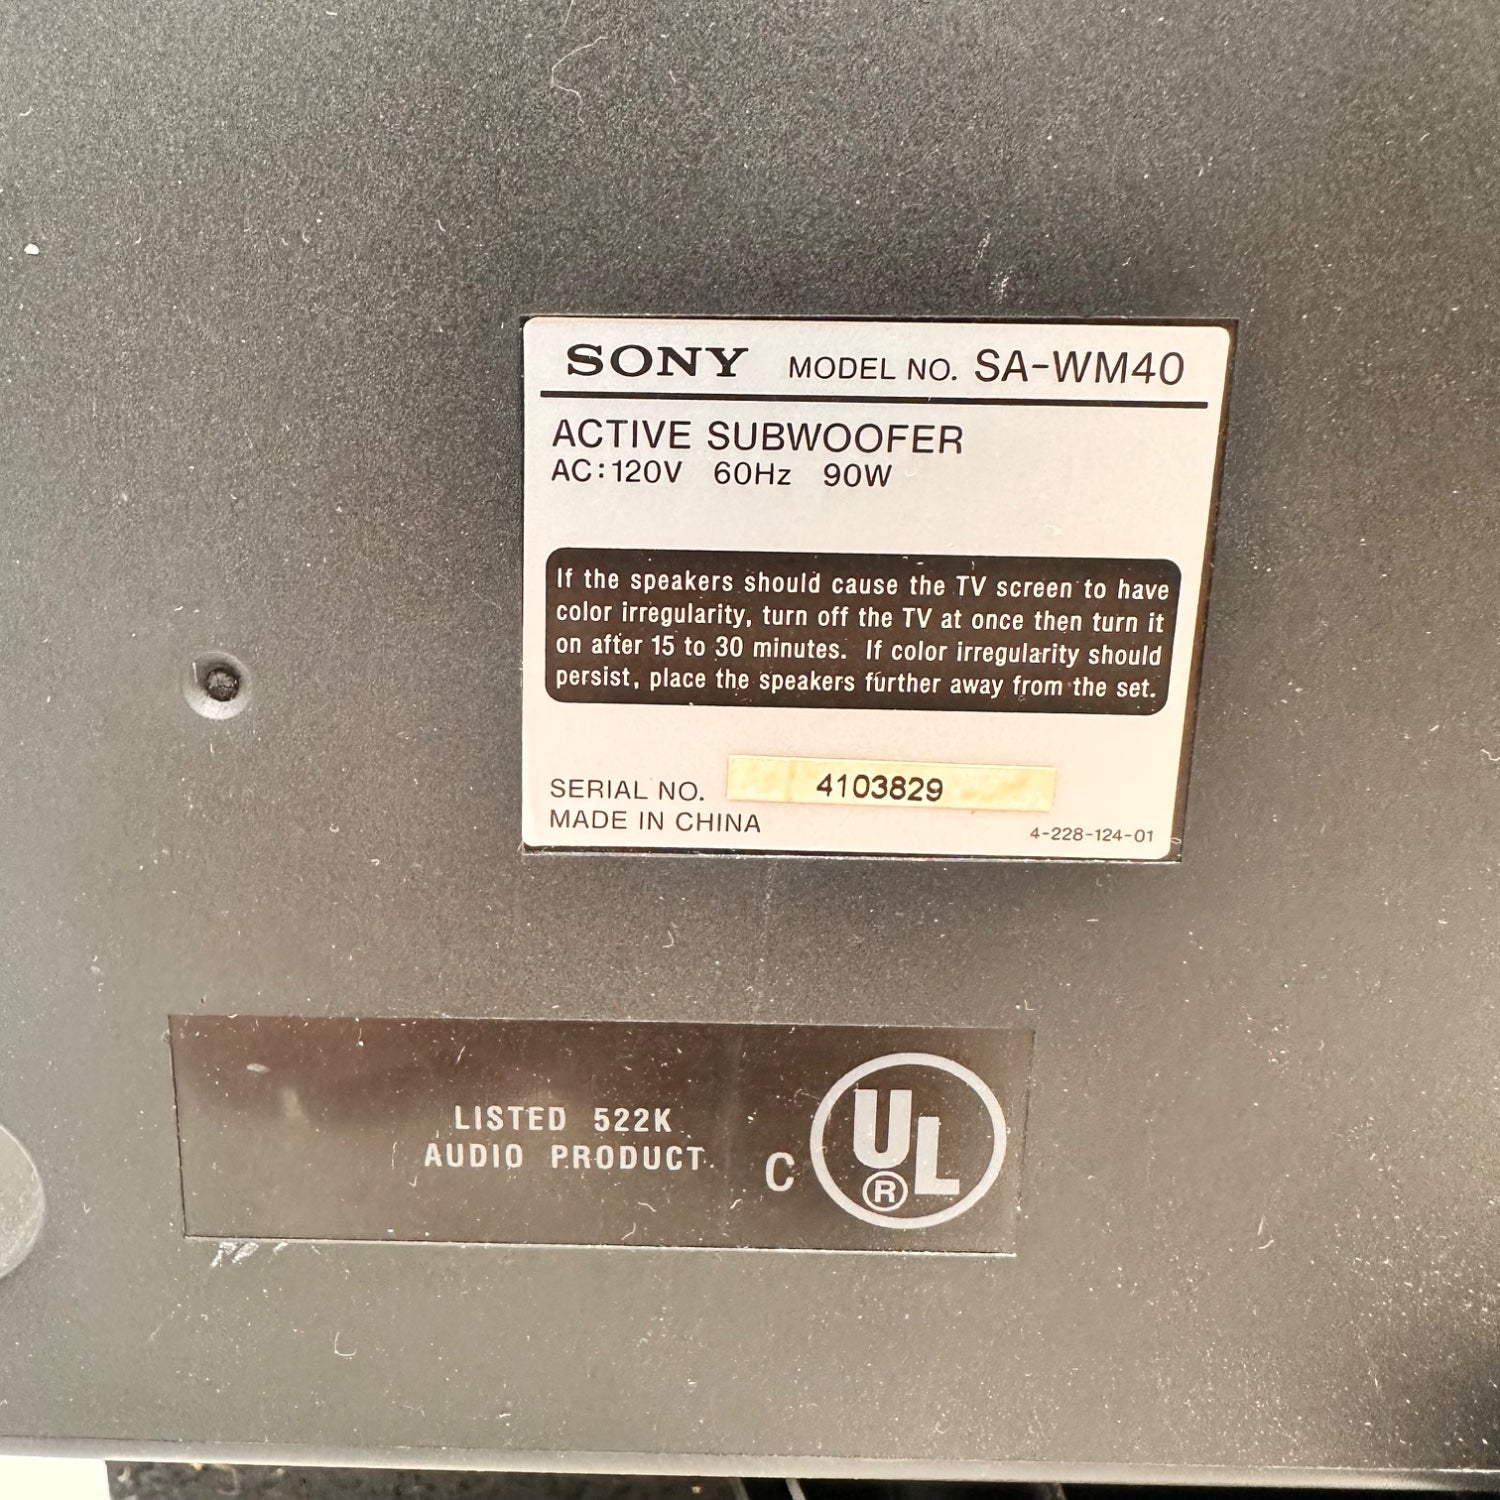 SONY MODEL NO. SA-WM40
ACTIVE SUBWOOFER
AC:120V 60Hz 90W
If the speakers should cause the TV screen to have
color irregularity, turn off the TV at once then turn it
on after 15 to 30 minutes. If color irregularity should
persist, place the speakers further away from the set.
SERIAL NO. 4103829
MADE IN CHINA 4-228-124-01
LISTED 522K
AUDIO PRODUCT
C UL ®